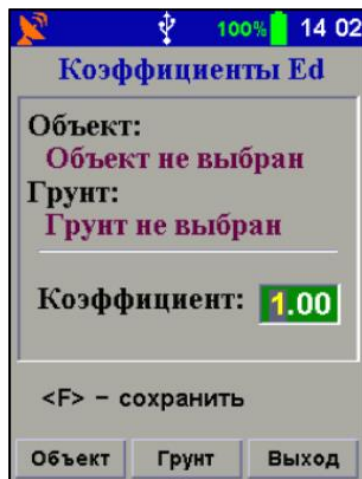 100% 14 02
Коэффициенты Ed
Объект:
Объект не выбран
Грунт:
Грунт не выбран
Коэффициент: 1.00
<F> - сохранить
Объект Грунт Выход